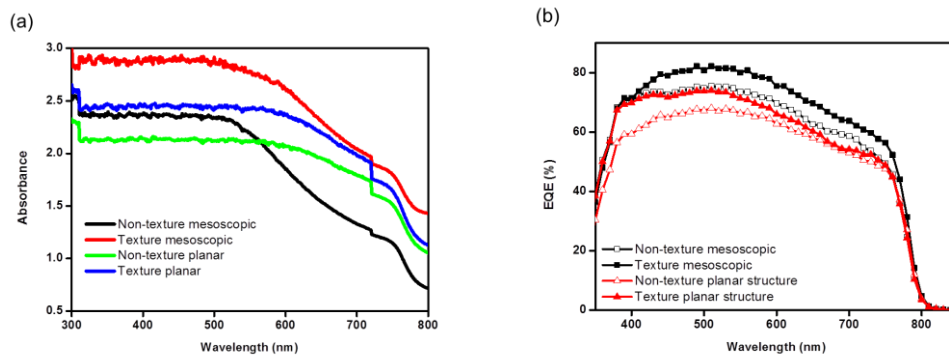 (a)
3.0
2.5
2.0
1.5
1.0
0.5
Absorbance
Non-texture mesoscopic
Texture mesoscopic
Non-texture planar
Texture planar
300 400 500 600 700 800
Wavelength (nm)
(b)
80
60
40
20
0
EQE (%)
Non-texture mesoscopic
Texture mesoscopic
Non-texture planar structure
Texture planar structure
400 500 600 700 800
Wavelength (nm)